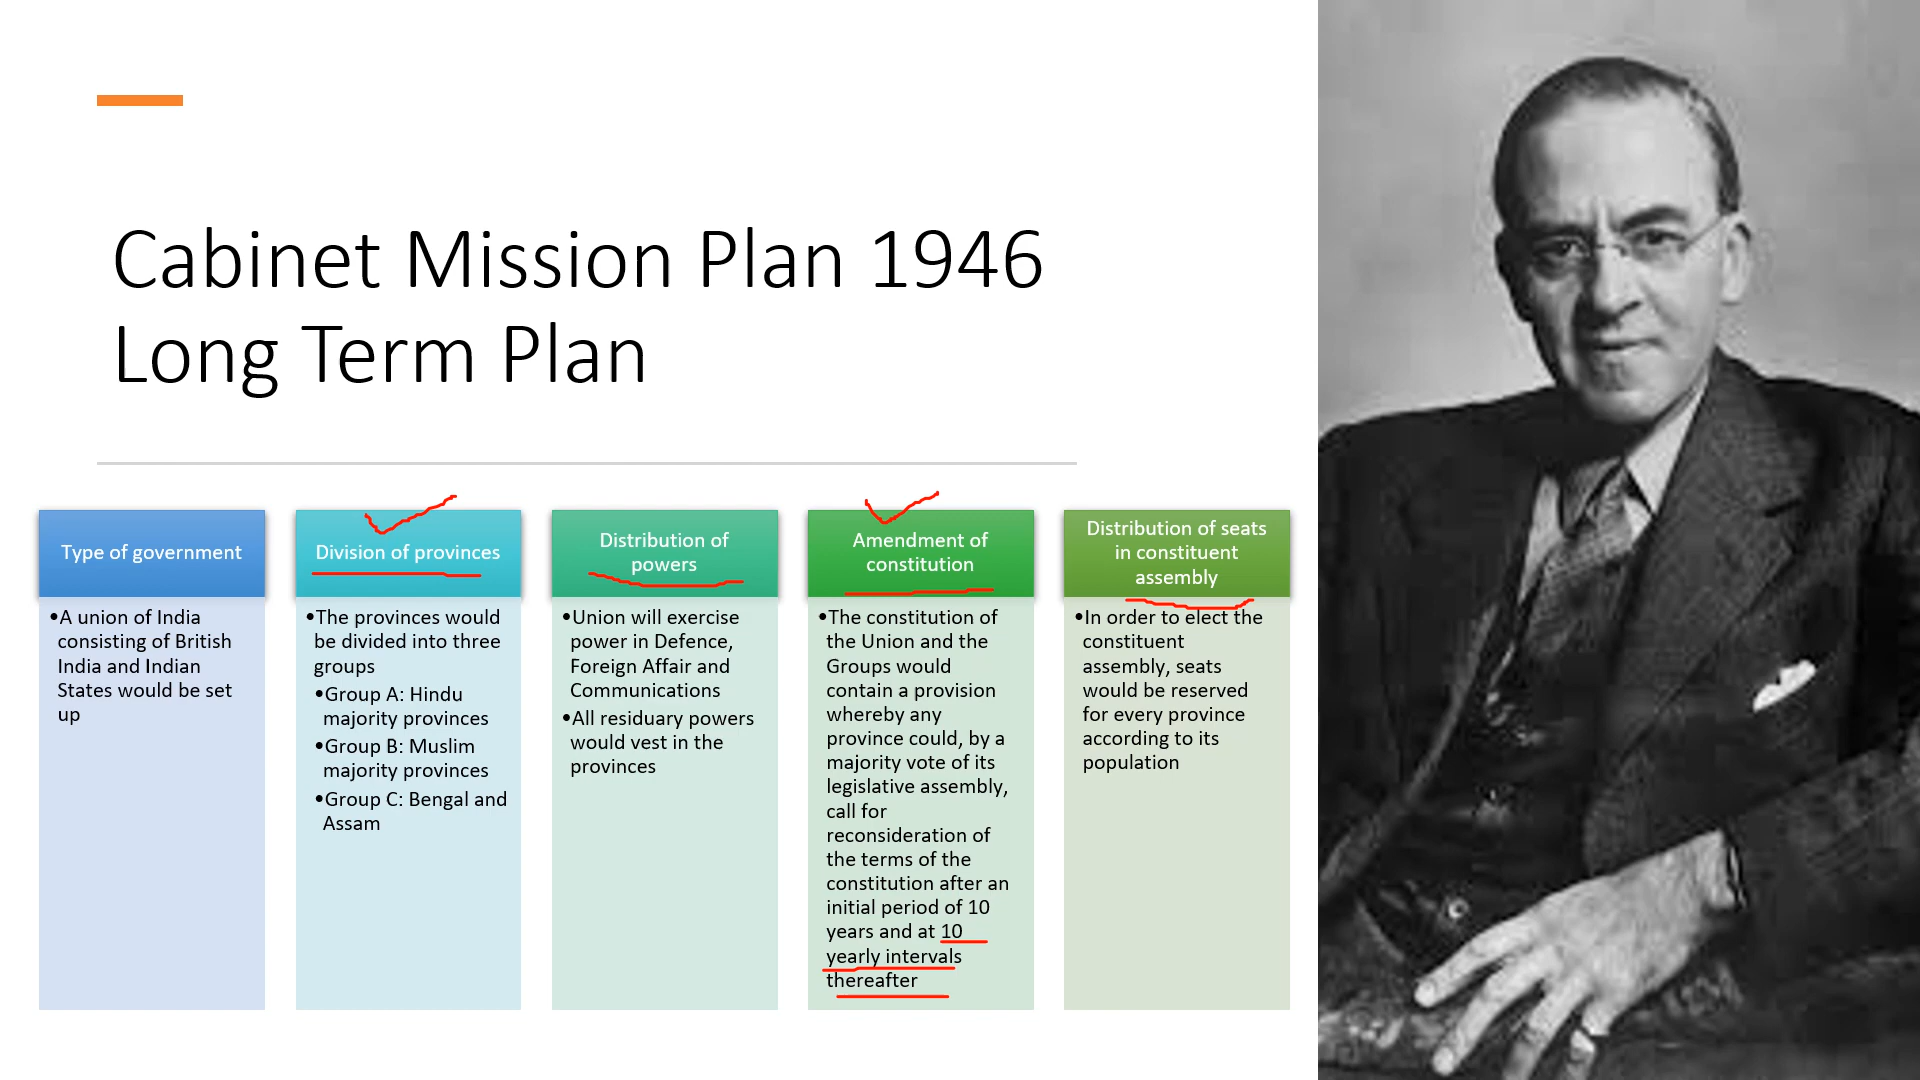 Cabinet Mission Plan 1946
Long Term Plan
Type of government
•A union of India
consisting of British
India and Indian
States would be set
up
Division of provinces
•The provinces would
be divided into three
groups
•Group A: Hindu
majority provinces
•Group B: Muslim
majority provinces
•Group C: Bengal and
Assam
Distribution of
powers
•Union will exercise
power in Defence,
Foreign Affair and
Communications
•All residuary powers
would vest in the
provinces
Amendment of
constitution
•The constitution of
the Union and the
Groups would
contain a provision
whereby any
province could, by a
majority vote of its
legislative assembly,
call for
reconsideration of
the terms of the
constitution after an
initial period of 10
years and at 10
yearly intervals
thereafter
Distribution of seats
in constituent
assembly
•In order to elect the
constituent
assembly, seats
would be reserved
for every province
according to its
population